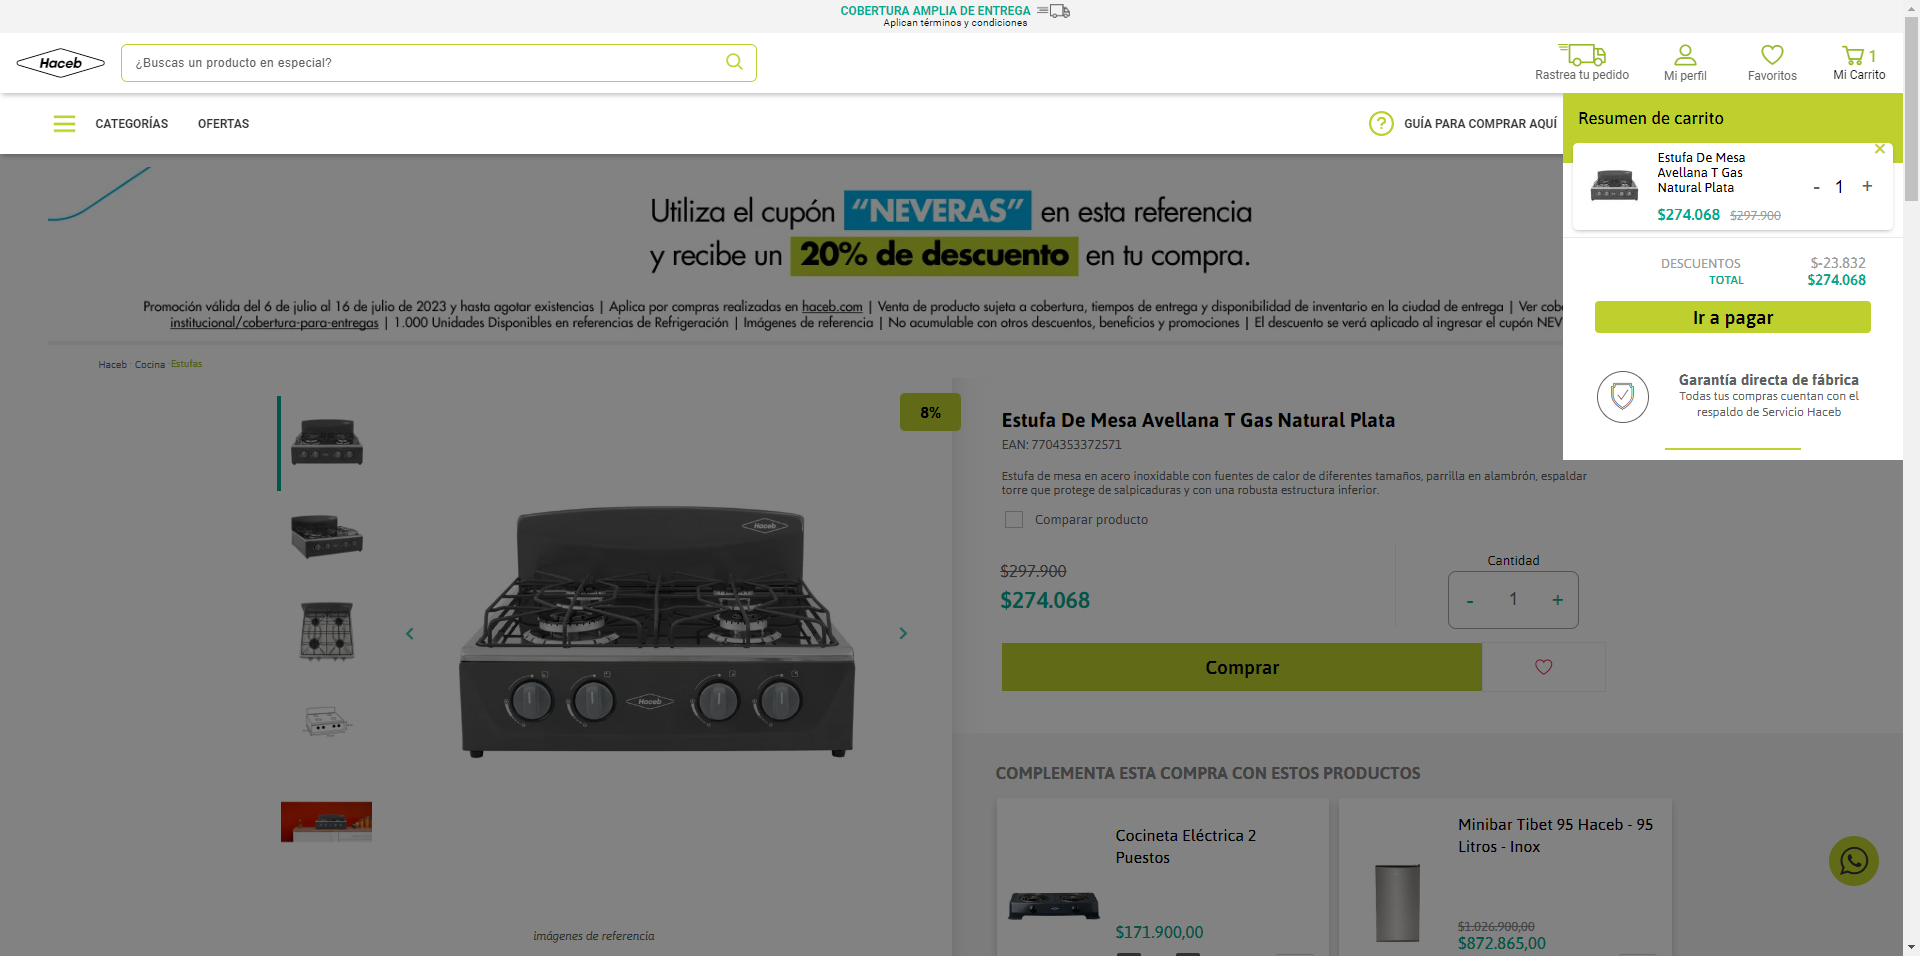 COBERTURA AMPLIA DE ENTREGA
Aplican términos y condiciones
Haceb
¿Buscas un producto en especial?
Rastrea tu pedido
Mi perfil
Favoritos
1
Mi Carrito
CATEGORÍAS
OFERTAS
GUÍA PARA COMPRAR AQUÍ
Resumen de carrito
Estufa De Mesa
Avellana T Gas
Natural Plata
- 1 +
$274.068 $297.900
DESCUENTOS $-23.832
TOTAL $274.068
Ir a pagar
Garantía directa de fábrica
Todas tus compras cuentan con el
respaldo de Servicio Haceb
Utiliza el cupón “NEVERAS” en esta referencia
y recibe un 20% de descuento en tu compra.
Promoción válida del 6 de julio al 16 de julio de 2023 y hasta agotar existencias | Aplica por compras realizadas en haceb.com | Venta de producto sujeta a cobertura, tiempos de entrega y disponibilidad de inventario en la ciudad de entrega | Ver cobe
institucional/cobertura-para-entregas | 1.000 Unidades Disponibles en referencias de Refrigeración | Imágenes de referencia | No acumulable con otros descuentos, beneficios y promociones | El descuento se verá aplicado al ingresar el cupón NEV
Haceb Cocina Estufas
8%
Haceb
Haceb
imágenes de referencia
Estufa De Mesa Avellana T Gas Natural Plata
EAN: 7704353372571
Estufa de mesa en acero inoxidable con fuentes de calor de diferentes tamaños, parrilla en alambrón, espaldar
torre que protege de salpicaduras y con una robusta estructura inferior.
Comparar producto
$297.900
$274.068
Cantidad
- 1 +
Comprar
COMPLEMENTA ESTA COMPRA CON ESTOS PRODUCTOS
Cocineta Eléctrica 2
Puestos
$171.900,00
Minibar Tibet 95 Haceb - 95
Litros - Inox
$1.026.900,00
$872.865,00